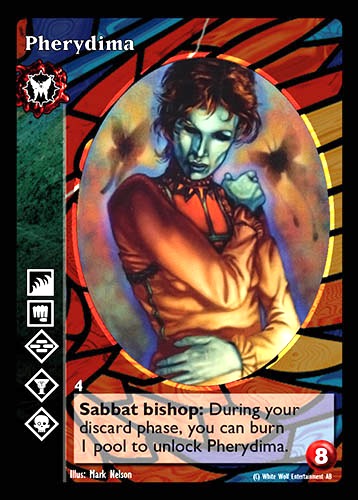 Pherydima
4
Sabbat bishop: During your
discard phase, you can burn
1 pool to unlock Pherydima.
8
Illus: Mark Nelson
(C) White Wolf Entertainment AB